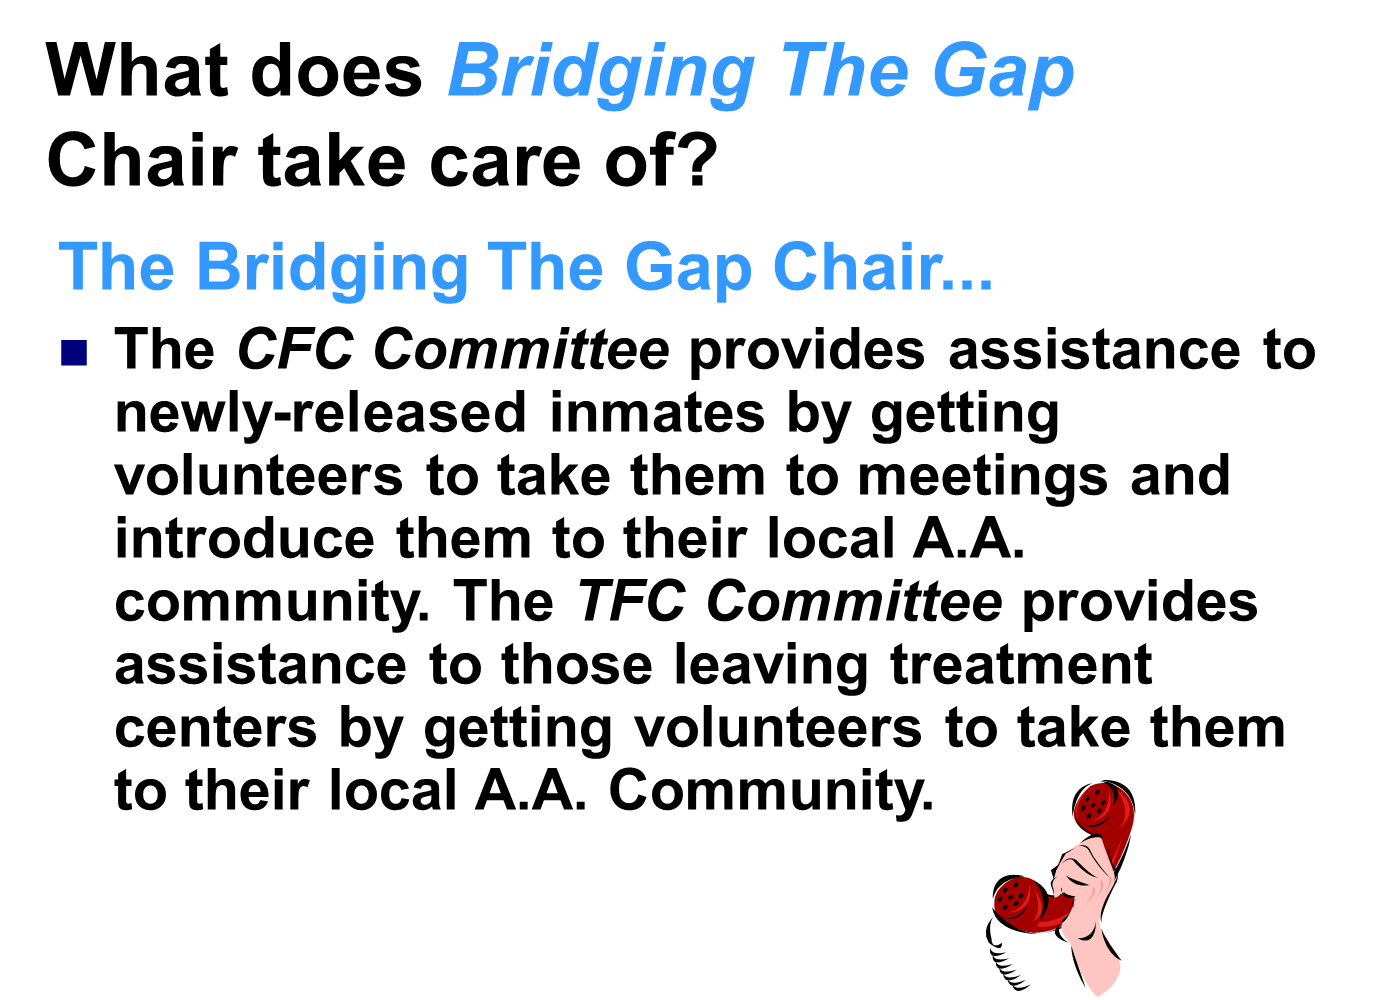 What does Bridging The Gap
Chair take care of?
The Bridging The Gap Chair...
The CFC Committee provides assistance to
newly-released inmates by getting
volunteers to take them to meetings and
introduce them to their local A.A.
community. The TFC Committee provides
assistance to those leaving treatment
centers by getting volunteers to take them
to their local A.A. Community.